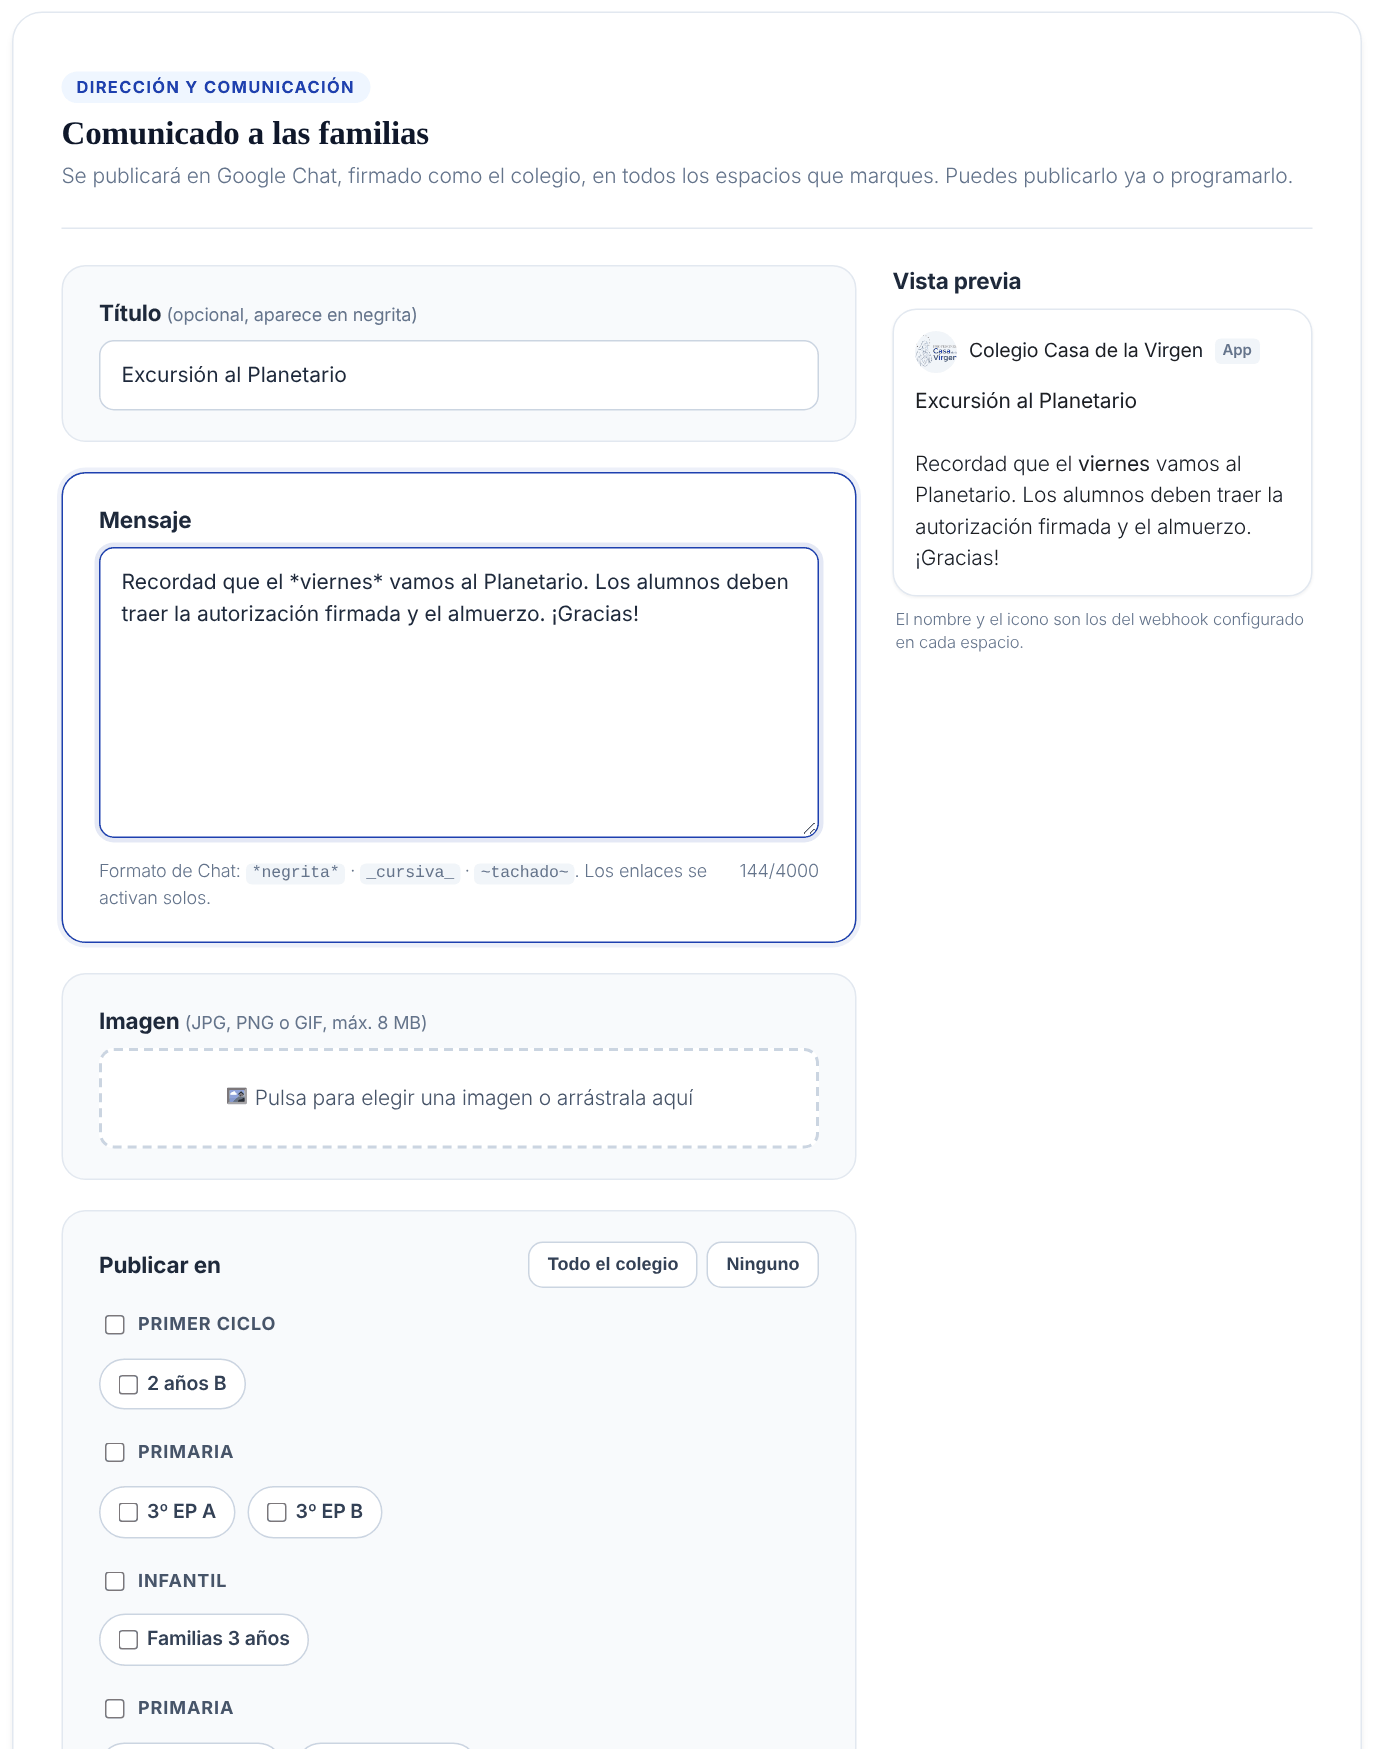 DIRECCIÓN Y COMUNICACIÓN
Comunicado a las familias
Se publicará en Google Chat, firmado como el colegio, en todos los espacios que marques. Puedes publicarlo ya o programarlo.
Título (opcional, aparece en negrita)
Excursión al Planetario
Mensaje
Recordad que el *viernes* vamos al Planetario. Los alumnos deben
traer la autorización firmada y el almuerzo. ¡Gracias!
Formato de Chat: *negrita* · _cursiva_ · ~tachado~. Los enlaces se
activan solos.
144/4000
Imagen (JPG, PNG o GIF, máx. 8 MB)
Pulsa para elegir una imagen o arrástrala aquí
Publicar en
Todo el colegio
Ninguno
PRIMER CICLO
2 años B
PRIMARIA
3º EP A
3º EP B
INFANTIL
Familias 3 años
PRIMARIA
Vista previa
Casa de la Virgen
Colegio Casa de la Virgen App
Excursión al Planetario
Recordad que el viernes vamos al
Planetario. Los alumnos deben traer la
autorización firmada y el almuerzo.
¡Gracias!
El nombre y el icono son los del webhook configurado
en cada espacio.